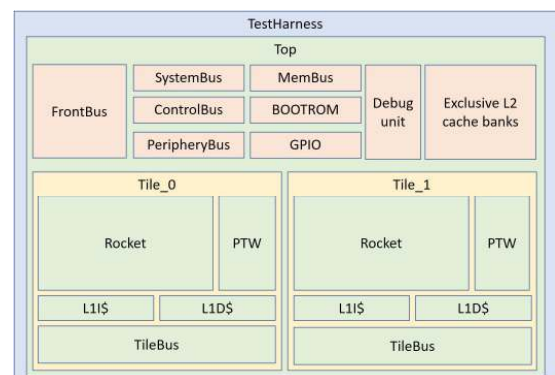 TestHarness
Top
FrontBus
SystemBus
MemBus
Debug
unit
Exclusive L2
cache banks
ControlBus
BOOTROM
PeripheryBus
GPIO
Tile_0
Rocket
PTW
L1I$
L1D$
TileBus
Tile_1
Rocket
PTW
L1I$
L1D$
TileBus